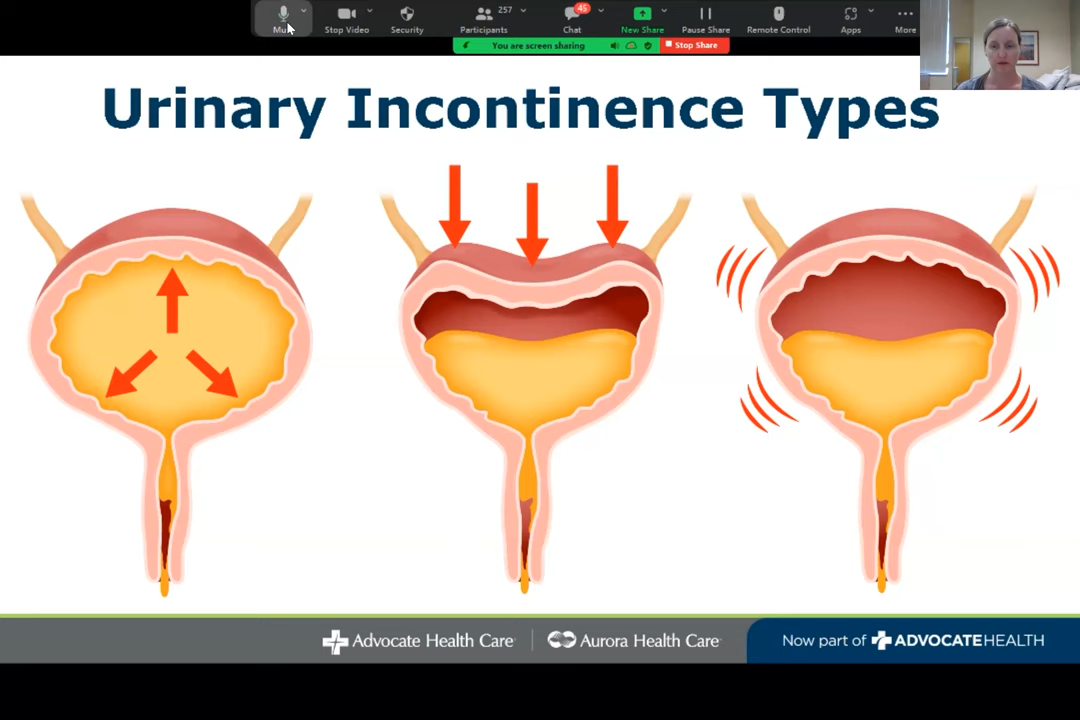 Mute
Stop Video
Security
257
Participants
45
Chat
New Share
Pause Share
Remote Control
Apps
More
You are screen sharing
Stop Share
Urinary Incontinence Types
Advocate Health Care
Aurora Health Care
Now part of ADVOCATEHEALTH